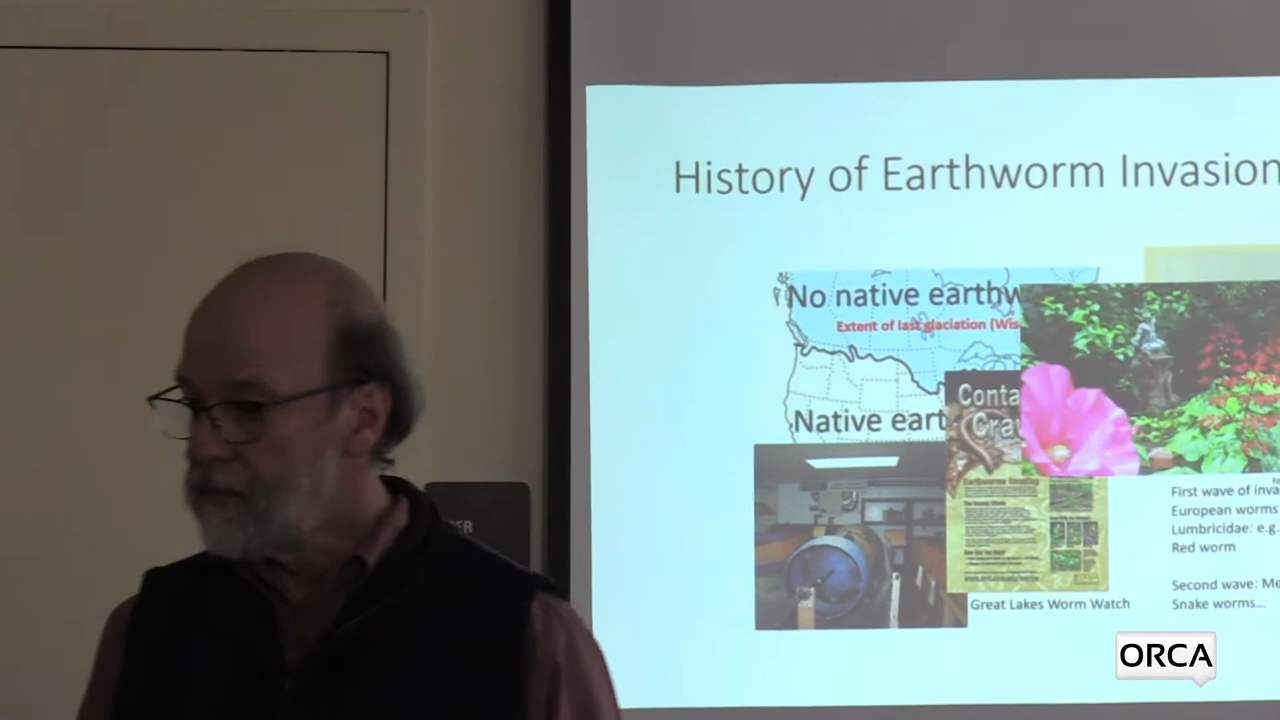 History of Earthworm Invasion
No native earthw
Extent of last glaciation (Wis
Native eart
Conta
Cra
First wave of inva
European worms
Lumbricidae: e.g.
Red worm
Second wave: Me
Snake worms...
Great Lakes Worm Watch
ORCA